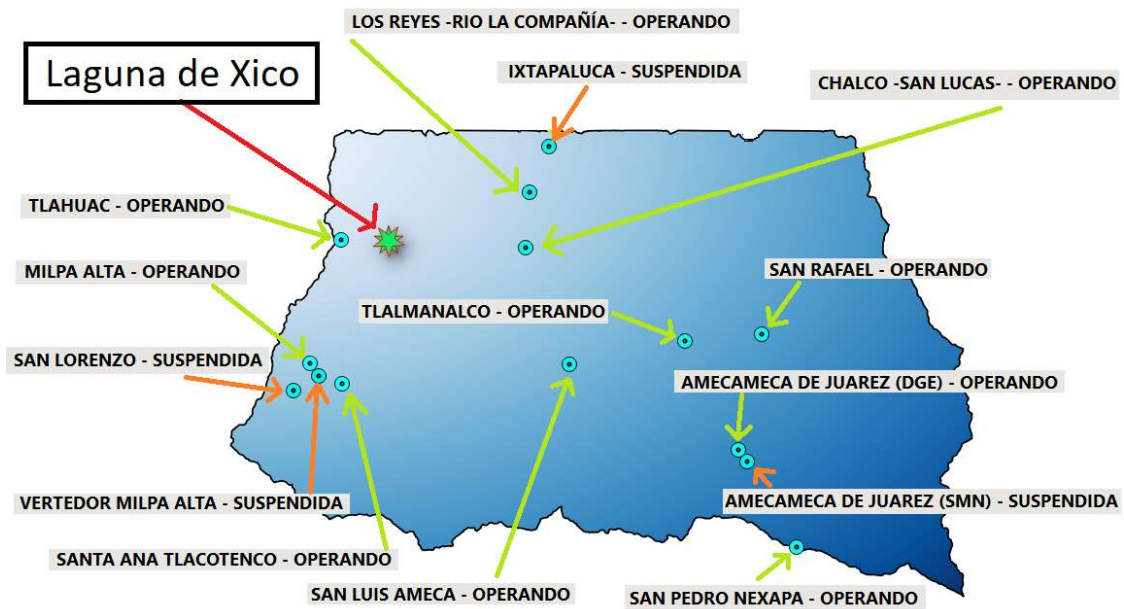 LOS REYES -RIO LA COMPAÑÍA- - OPERANDO
Laguna de Xico
IXTAPALUCA - SUSPENDIDA
CHALCO -SAN LUCAS- - OPERANDO
TLAHUAC - OPERANDO
MILPA ALTA - OPERANDO
SAN RAFAEL - OPERANDO
TLALMANALCO - OPERANDO
SAN LORENZO - SUSPENDIDA
AMECAMECA DE JUAREZ (DGE) - OPERANDO
VERTEDOR MILPA ALTA - SUSPENDIDA
AMECAMECA DE JUAREZ (SMN) - SUSPENDIDA
SANTA ANA TLACOTENCO - OPERANDO
SAN LUIS AMECA - OPERANDO
SAN PEDRO NEXAPA - OPERANDO